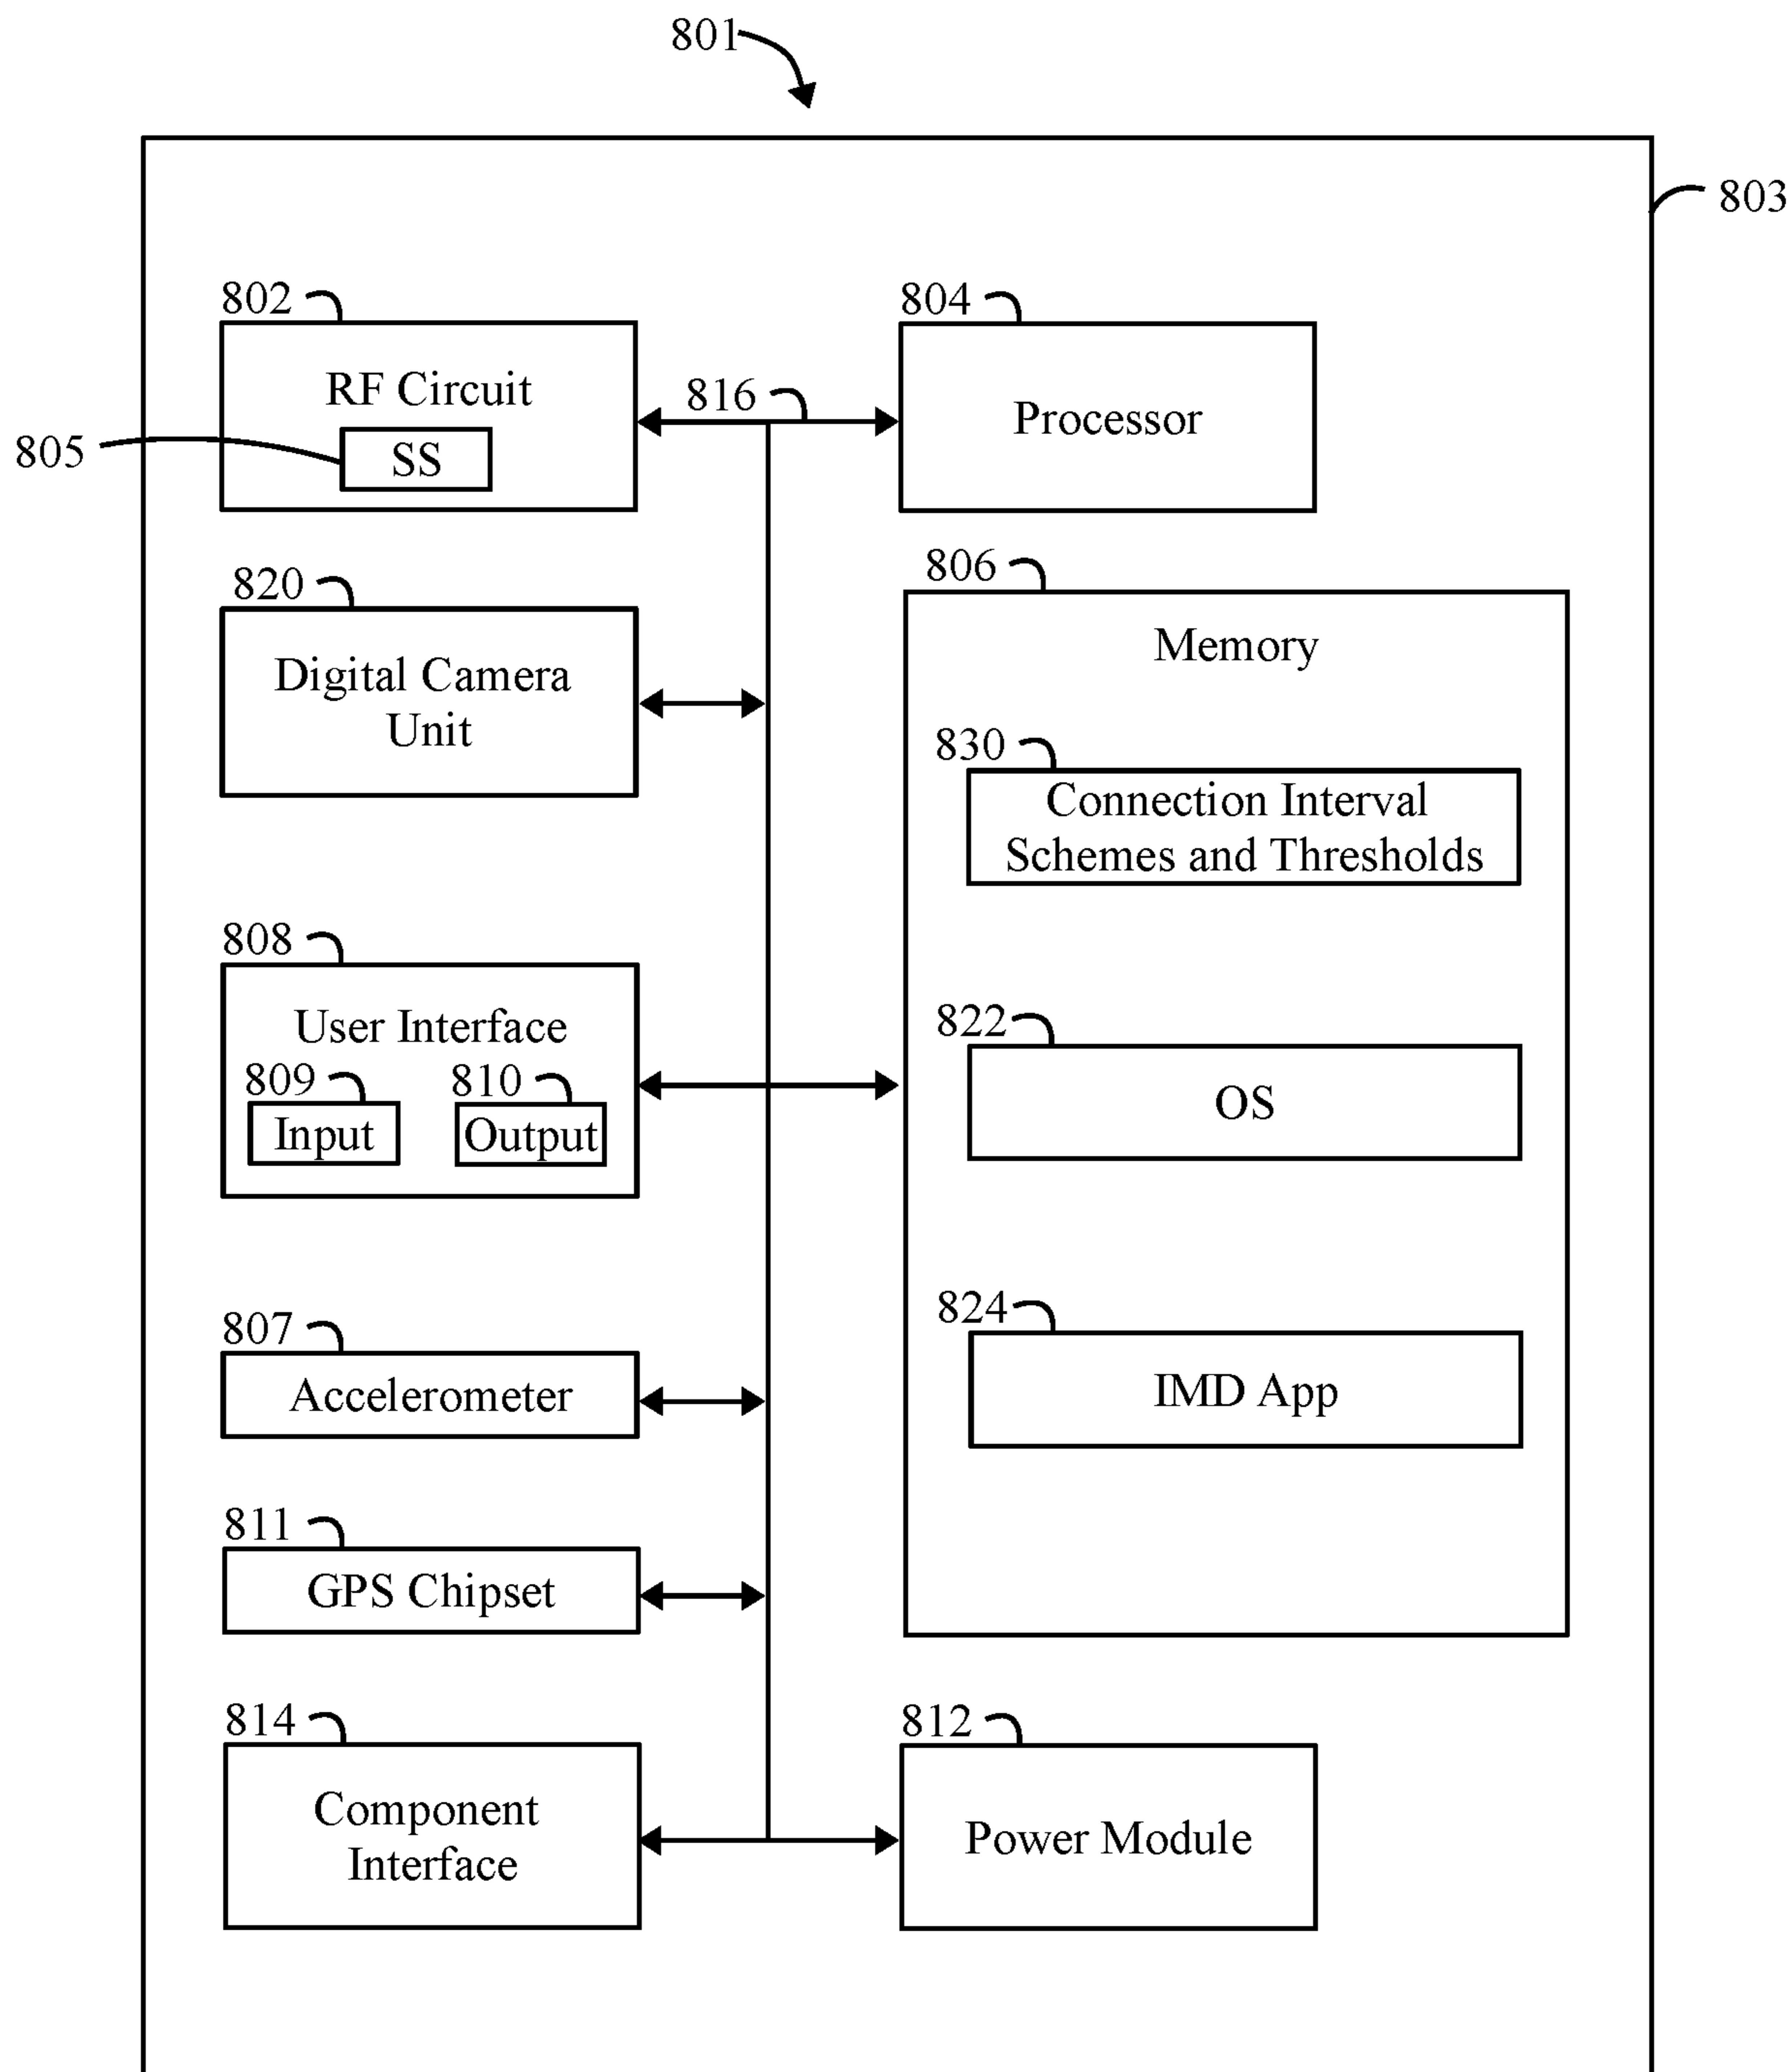 801
803
802
RF Circuit
805
SS
816
804
Processor
820
Digital Camera
Unit
806
Memory
830
Connection Interval
Schemes and Thresholds
808
User Interface
809
Input
810
Output
822
OS
807
Accelerometer
824
IMD App
811
GPS Chipset
814
Component
Interface
812
Power Module